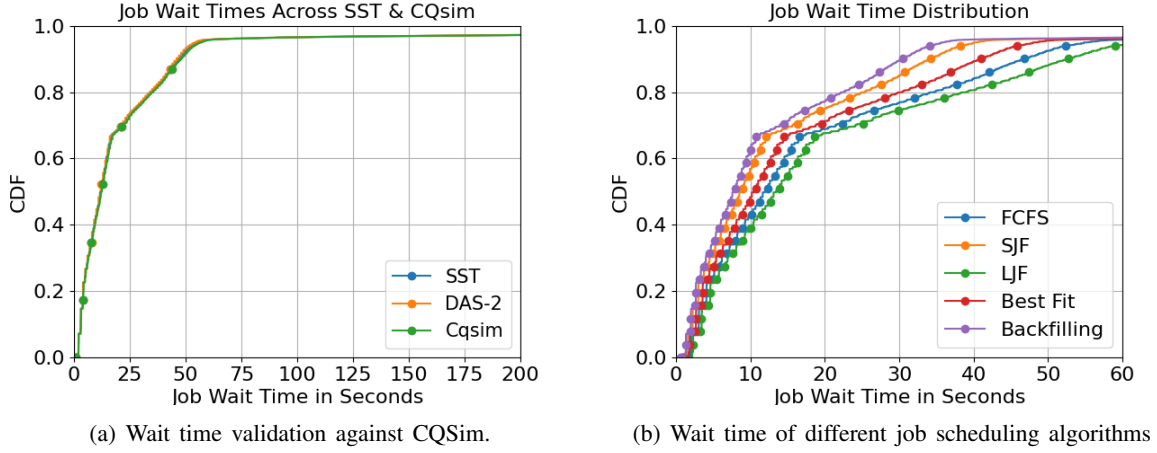 Job Wait Times Across SST & CQsim
1.0
0.8
0.6
0.4
0.2
0.0
CDF
SST
DAS-2
Cqsim
0 25 50 75 100 125 150 175 200
Job Wait Time in Seconds
(a) Wait time validation against CQSim.
Job Wait Time Distribution
1.0
0.8
0.6
0.4
0.2
0.0
CDF
FCFS
SJF
LJF
Best Fit
Backfilling
0 10 20 30 40 50 60
Job Wait Time in Seconds
(b) Wait time of different job scheduling algorithms